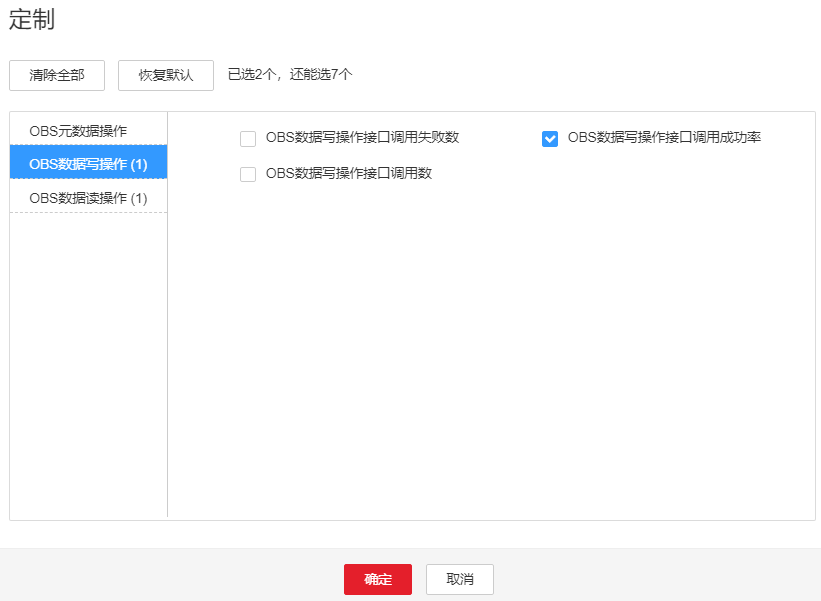 定制
清除全部 恢复默认 已选2个，还能选7个
OBS元数据操作
OBS数据写操作 (1)
OBS数据读操作 (1)
OBS数据写操作接口调用失败数 OBS数据写操作接口调用成功率
OBS数据写操作接口调用数
确定 取消